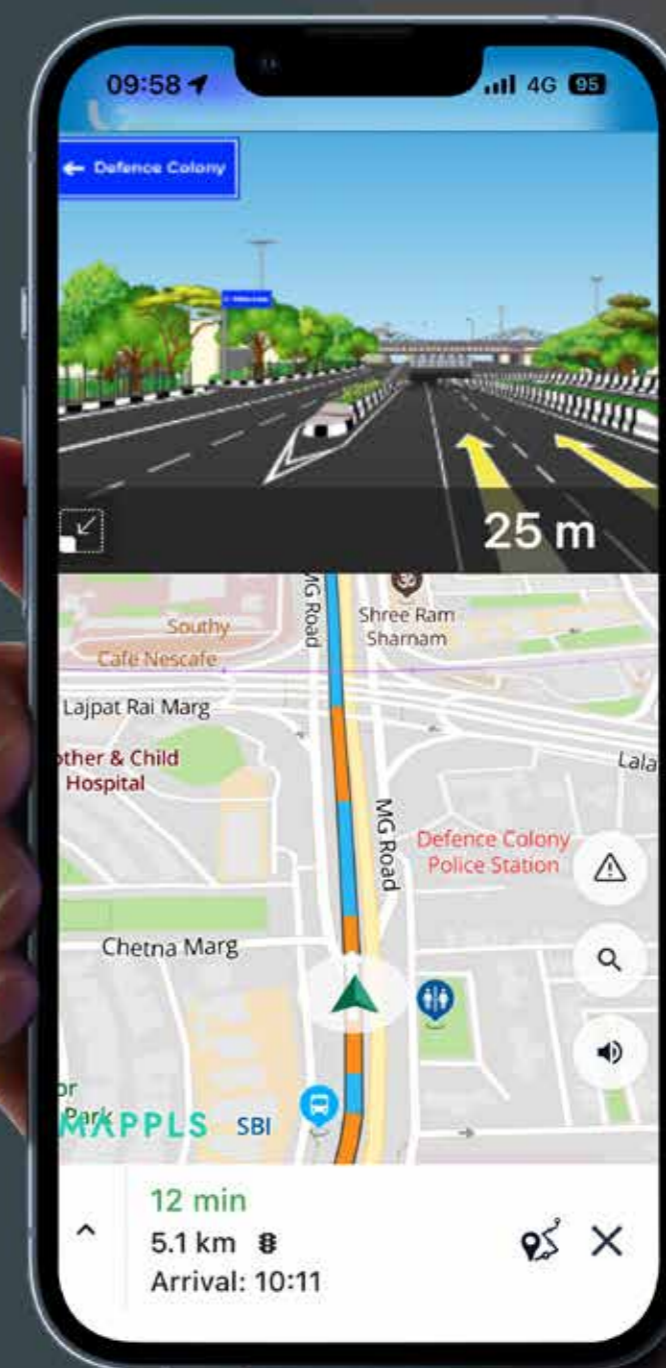 09:58
4G 95
← Defence Colony
25 m
MG Road
Shree Ram
Sharnam
Southy
Cafe Nescafe
Lajpat Rai Marg
other & Child
Hospital
Lala
MG Road
Defence Colony
Police Station
Chetna Marg
or
Park
MAPPLS
SBI
12 min
5.1 km
Arrival: 10:11